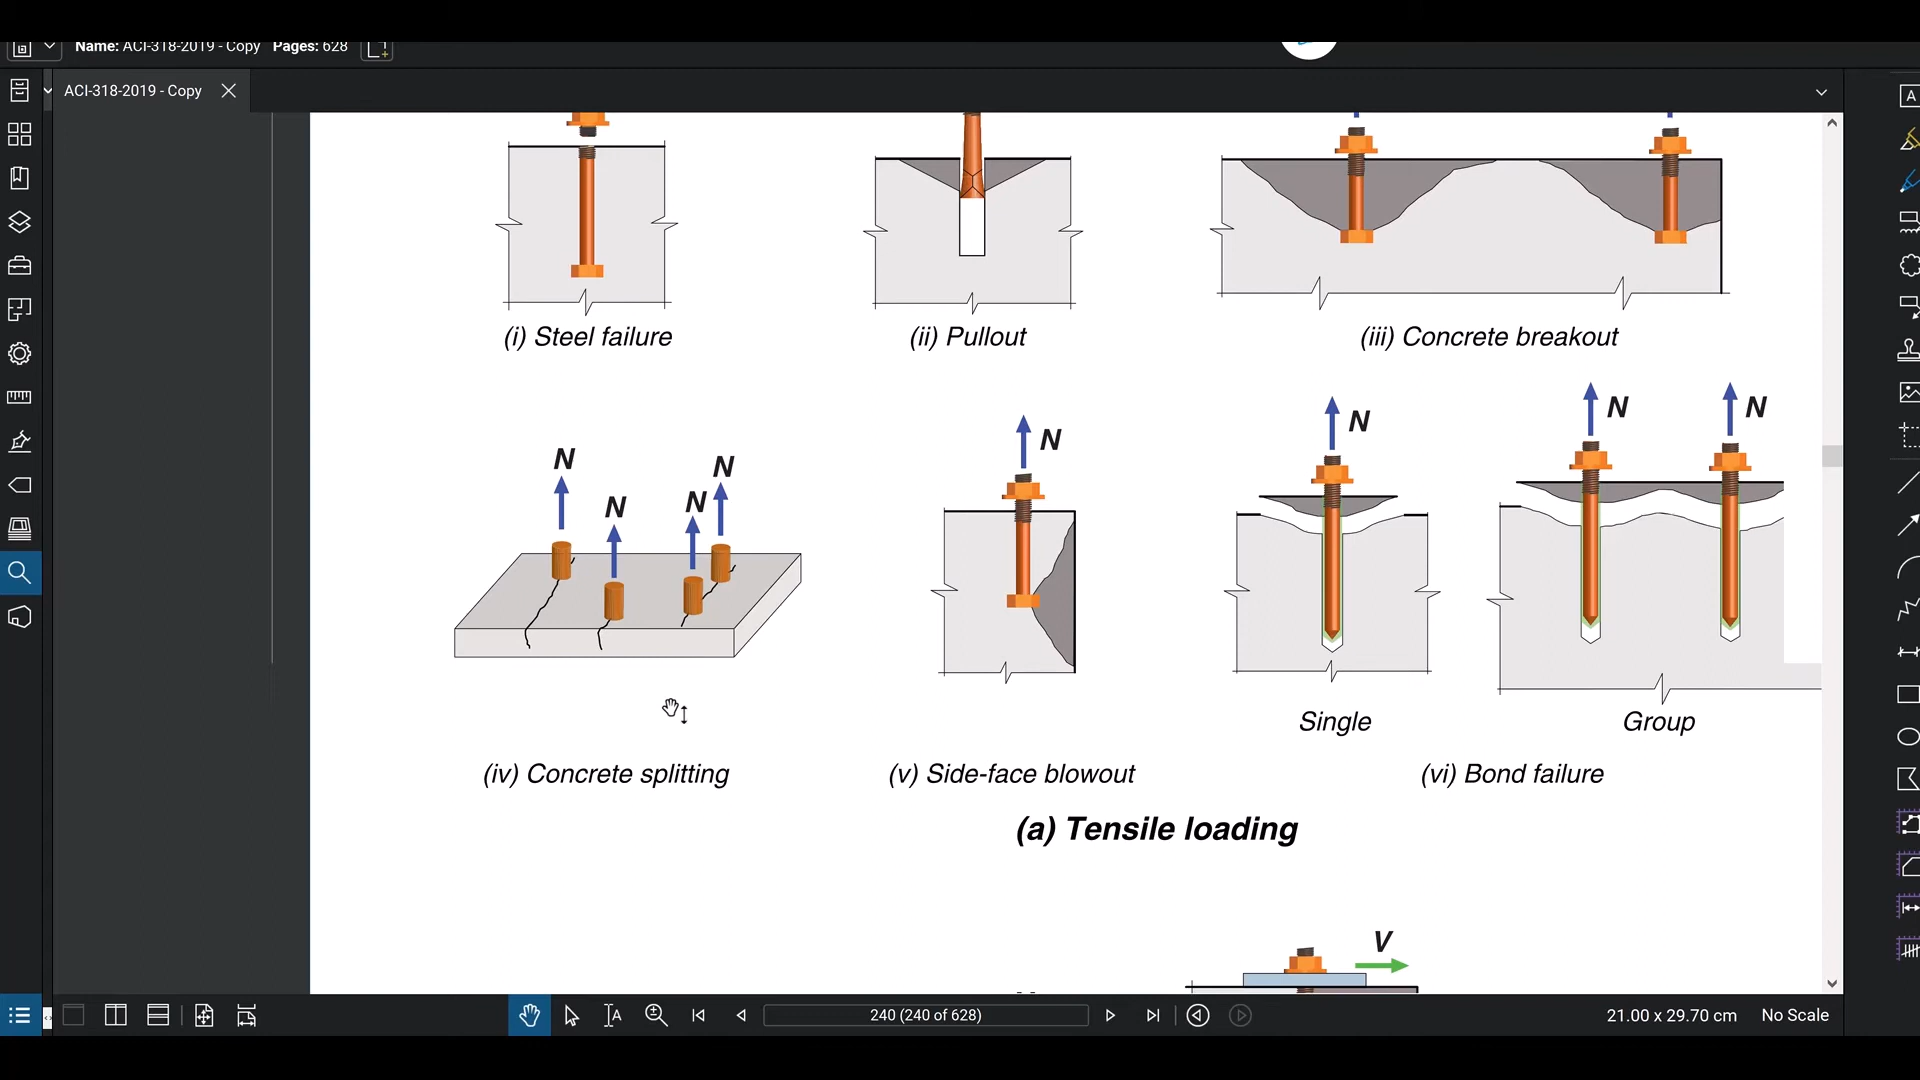 Name: ACI-318-2019 - Copy Pages: 628
ACI-318-2019 - Copy
(i) Steel failure
(ii) Pullout
(iii) Concrete breakout
N
N
N
N
N
N
N
N
Single
Group
(iv) Concrete splitting
(v) Side-face blowout
(vi) Bond failure
(a) Tensile loading
V
240 (240 of 628)
21.00 x 29.70 cm
No Scale